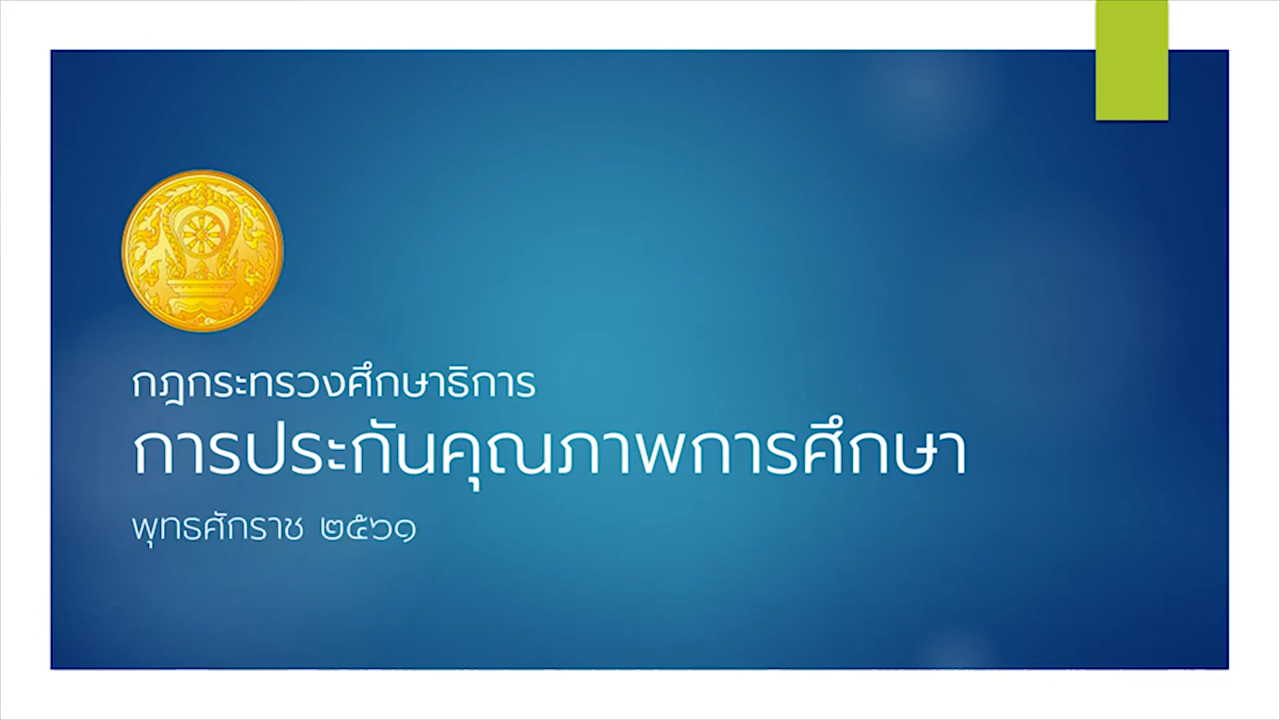 กฎกระทรวงศึกษาธิการ
การประกันคุณภาพการศึกษา
พุทธศักราช ๒๕๖๑